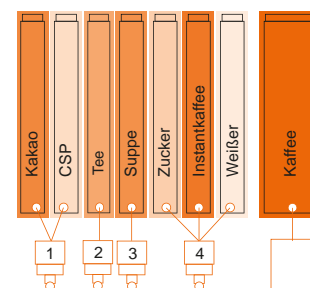 Kakao
CSP
Tee
Suppe
Zucker
Instantkaffee
Weißer
Kaffee
1
2
3
4